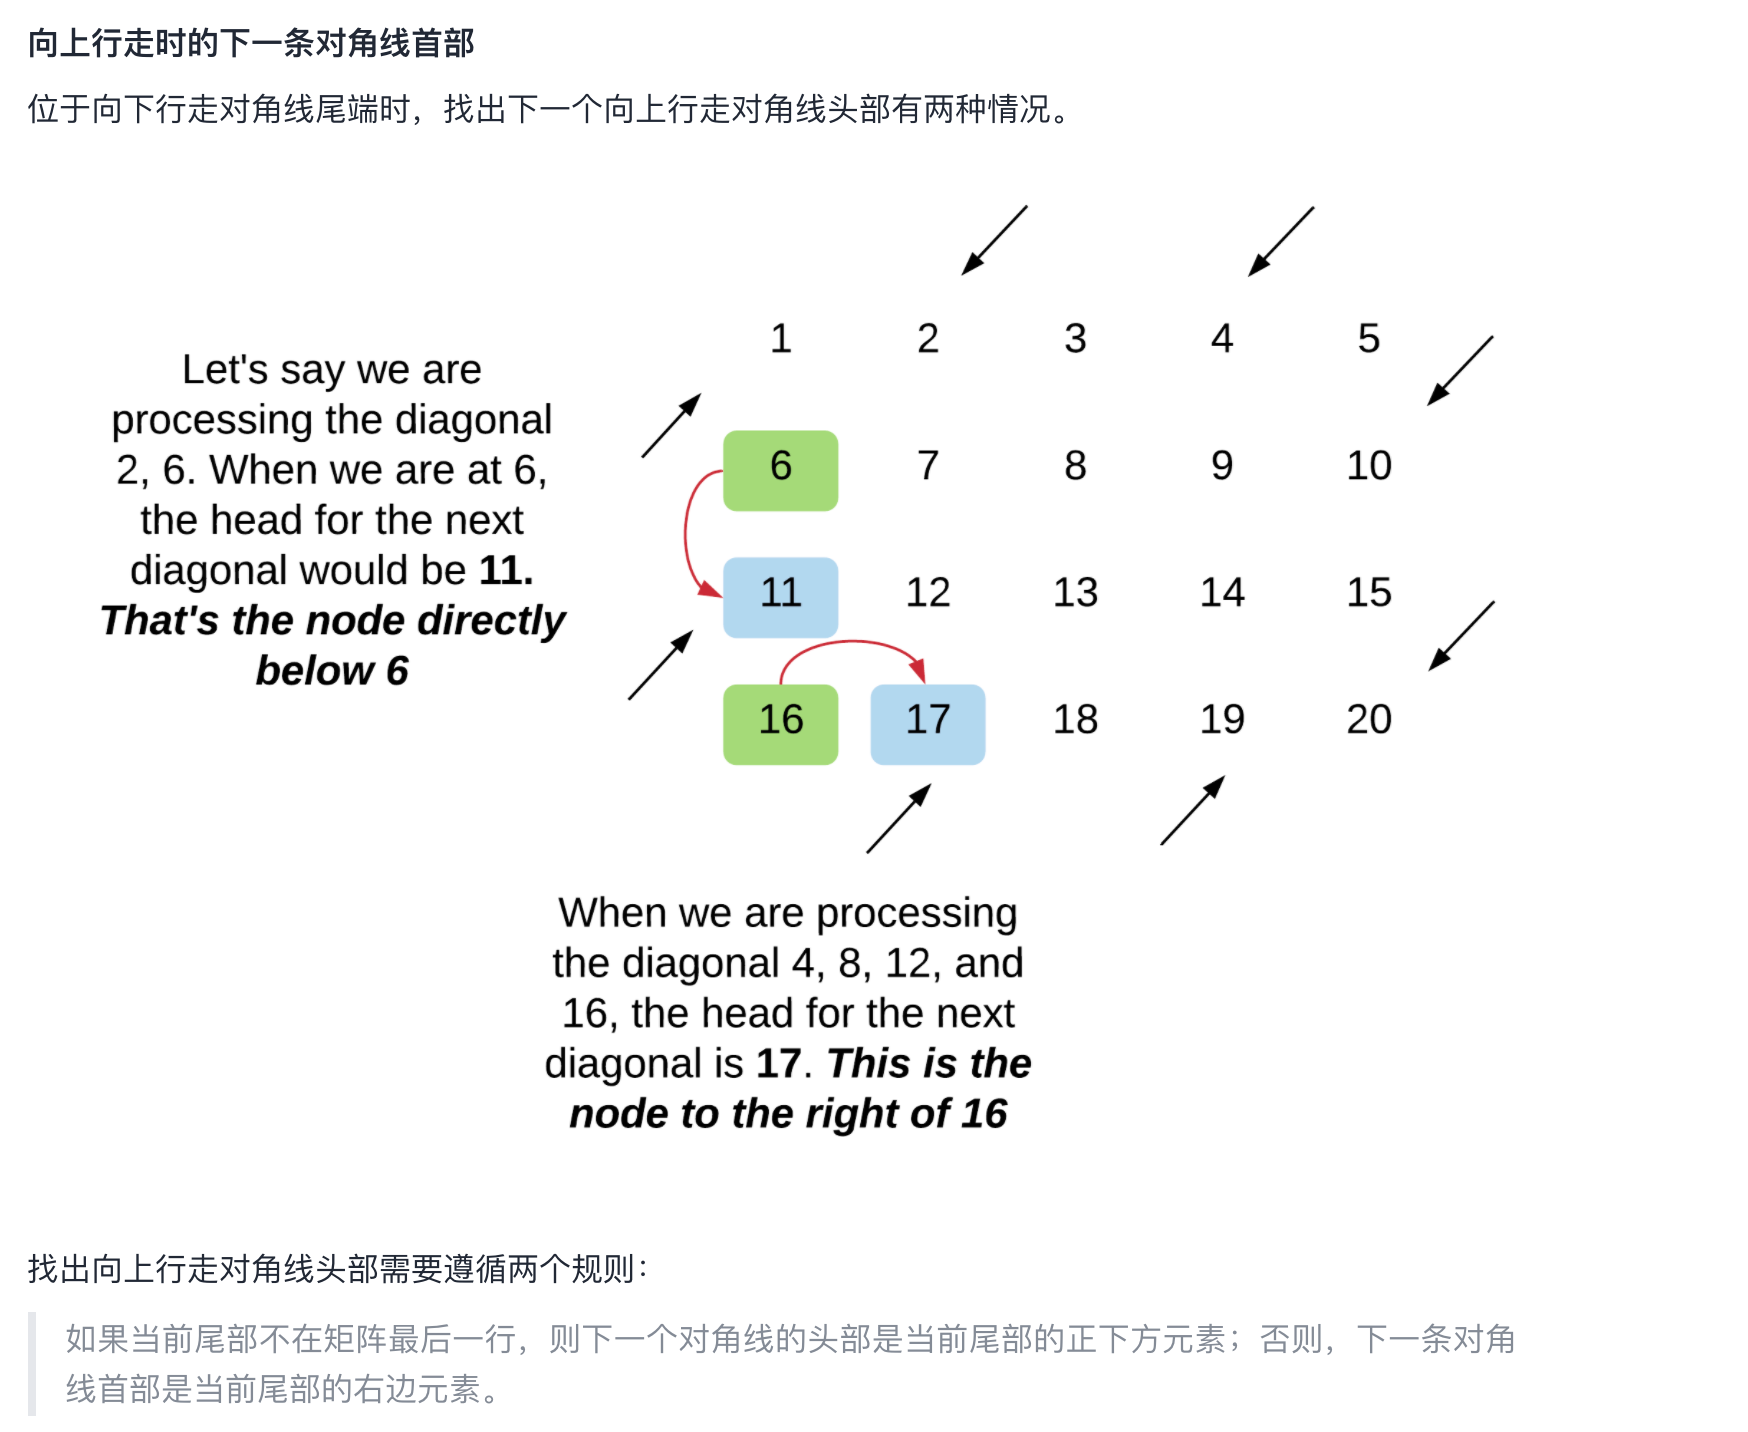 向上行走时的下一条对角线首部
位于向下行走对角线尾端时，找出下一个向上行走对角线头部有两种情况。
Let's say we are
processing the diagonal
2, 6. When we are at 6,
the head for the next
diagonal would be 11.
That's the node directly
below 6
1 2 3 4 5
6 7 8 9 10
11 12 13 14 15
16 17 18 19 20
When we are processing
the diagonal 4, 8, 12, and
16, the head for the next
diagonal is 17. This is the
node to the right of 16
找出向上行走对角线头部需要遵循两个规则：
如果当前尾部不在矩阵最后一行，则下一个对角线的头部是当前尾部的正下方元素；否则，下一条对角
线首部是当前尾部的右边元素。